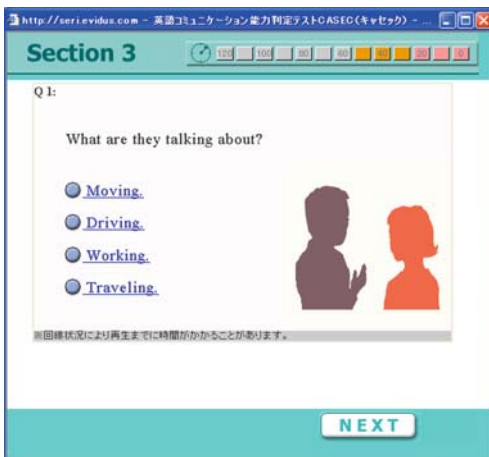 http://seri.evidus.com - 英語コミュニケーション能力判定テストCASEC(キャセック) - ...
Section 3
120 100 80 60 40 20 0
Q 1:
What are they talking about?
Moving.
Driving.
Working.
Traveling.
※回線状況により再生までに時間がかかることがあります。
NEXT